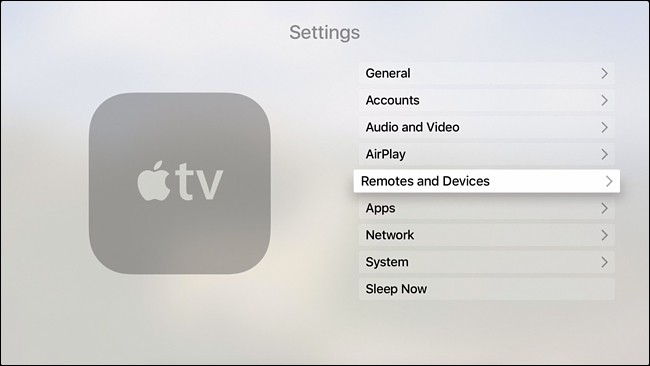 Settings
tv
General
Accounts
Audio and Video
AirPlay
Remotes and Devices
Apps
Network
System
Sleep Now